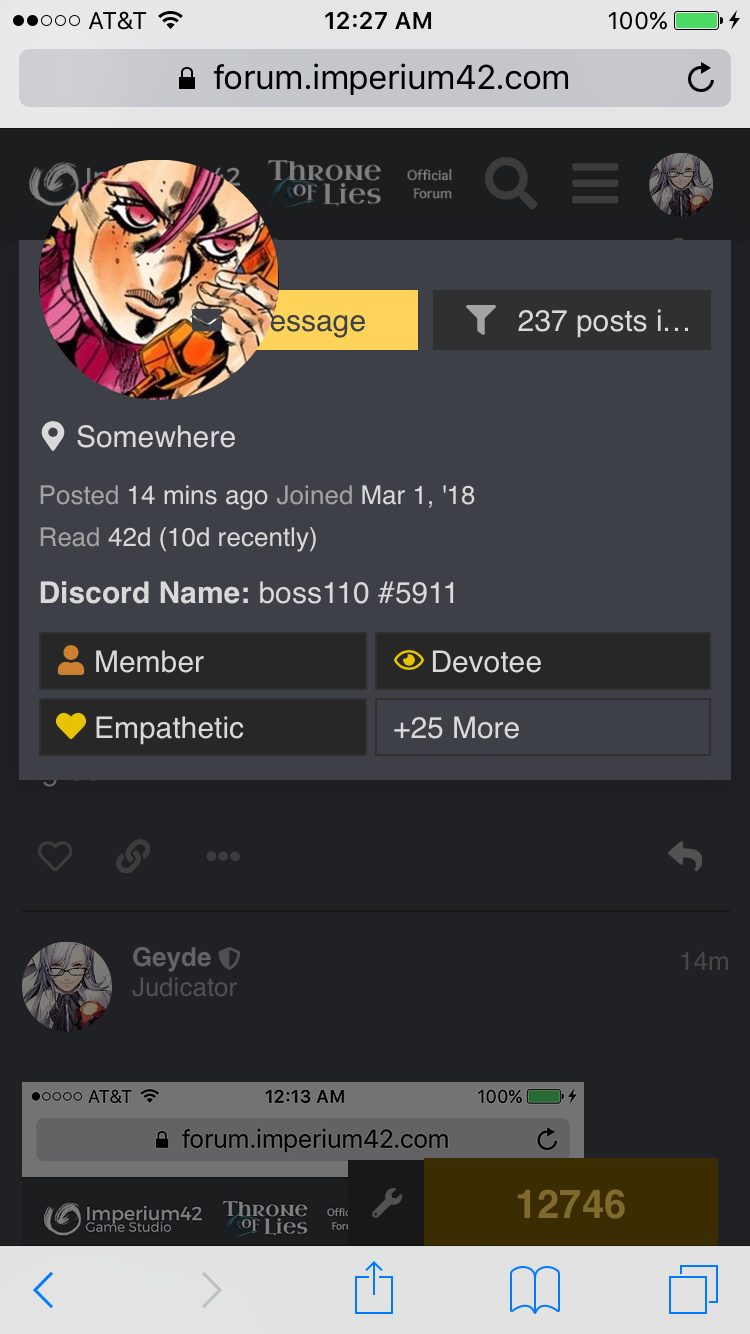 AT&T 12:27 AM 100%
forum.imperium42.com
THRONE OF LIES
Official
Forum
essage
237 posts i...
Somewhere
Posted 14 mins ago Joined Mar 1, '18
Read 42d (10d recently)
Discord Name: boss110 #5911
Member
Devotee
Empathetic
+25 More
Geyde
14m
Judicator
AT&T 12:13 AM 100%
forum.imperium42.com
Imperium42
Game Studio
THRONE OF LIES
12746